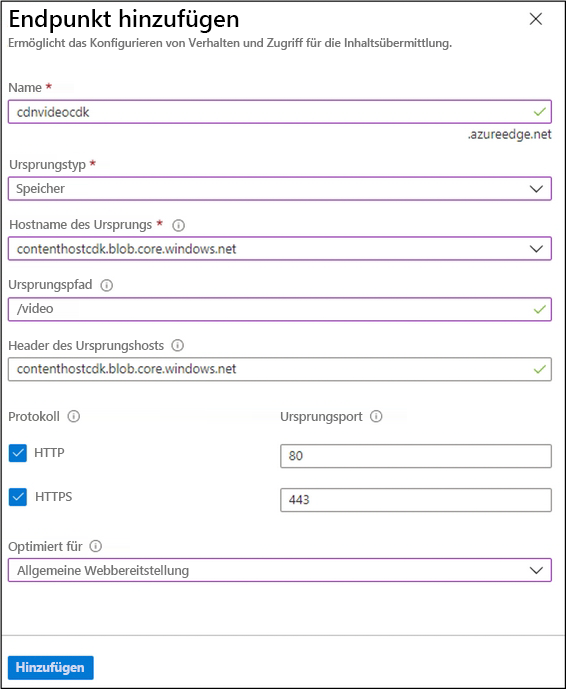 Endpunkt hinzufügen
Ermöglicht das Konfigurieren von Verhalten und Zugriff für die Inhaltsübermittlung.
Name *
cdnvideocdk
.azureedge.net
Ursprungstyp *
Speicher
Hostname des Ursprungs *
contenthostcdk.blob.core.windows.net
Ursprungspfad
/video
Header des Ursprungshosts
contenthostcdk.blob.core.windows.net
Protokoll Ursprungsport
HTTP 80
HTTPS 443
Optimiert für
Allgemeine Webbereitstellung
Hinzufügen